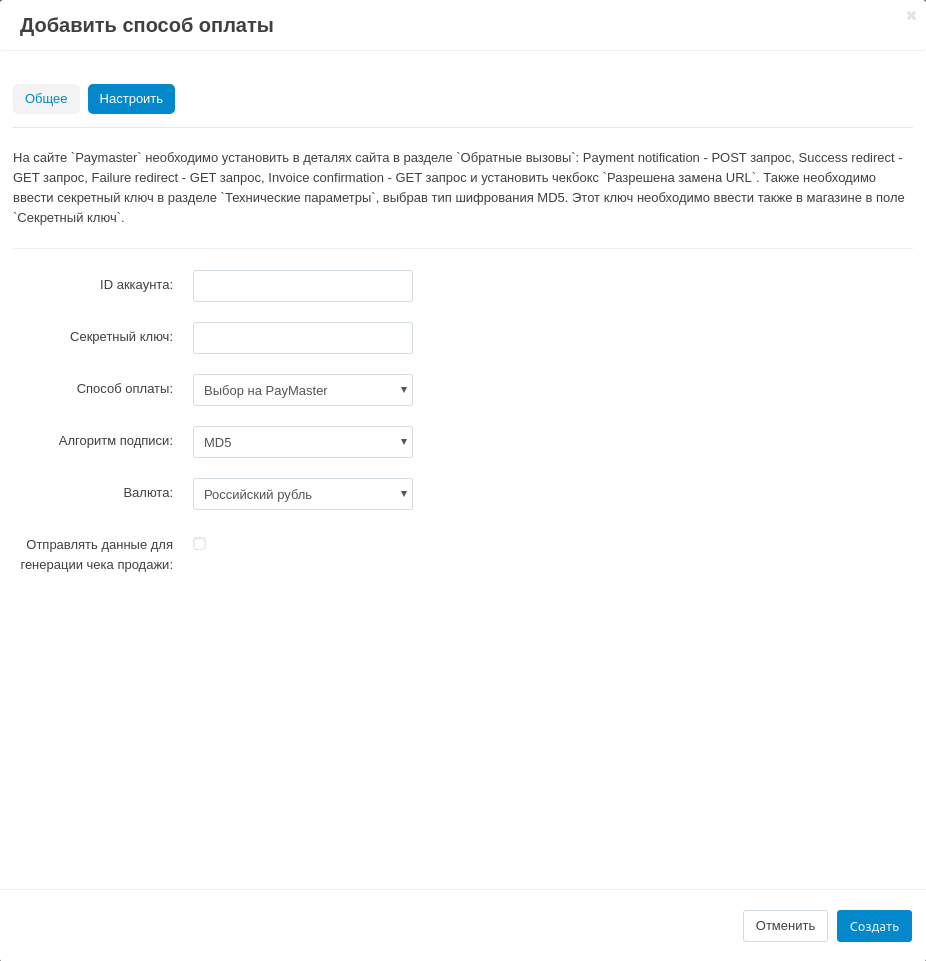 Добавить способ оплаты
Общее
Настроить
На сайте `Paymaster` необходимо установить в деталях сайта в разделе `Обратные вызовы`: Payment notification - POST запрос, Success redirect -
GET запрос, Failure redirect - GET запрос, Invoice confirmation - GET запрос и установить чекбокс `Разрешена замена URL`. Также необходимо
ввести секретный ключ в разделе `Технические параметры`, выбрав тип шифрования MD5. Этот ключ необходимо ввести также в магазине в поле
`Секретный ключ`.
ID аккаунта:
Секретный ключ:
Способ оплаты:
Выбор на PayMaster
Алгоритм подписи:
MD5
Валюта:
Российский рубль
Отправлять данные для
генерации чека продажи:
Отменить
Создать